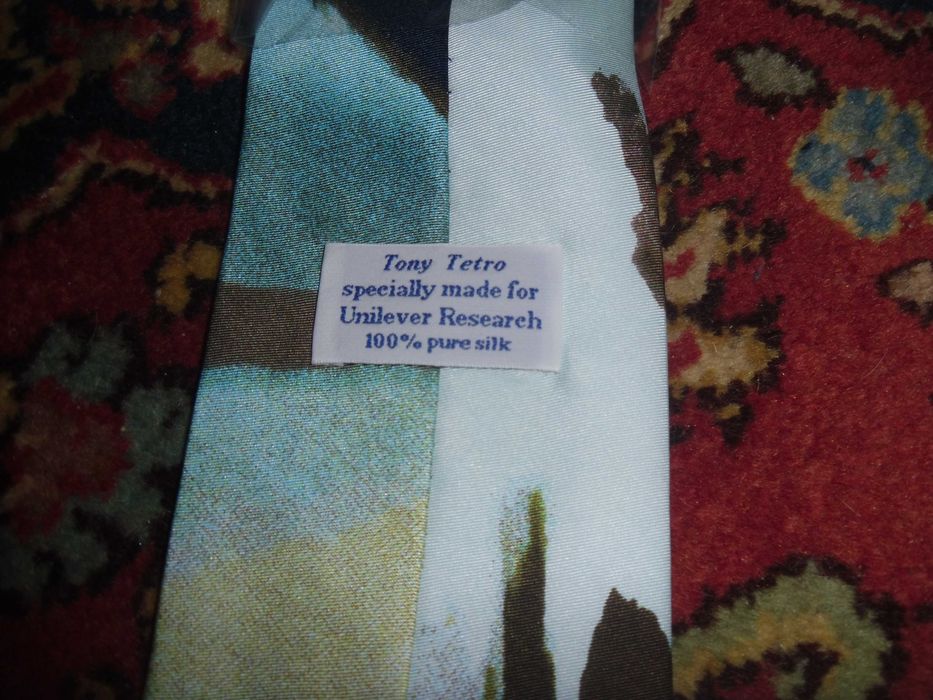 Tony Tetro
specially made for
Unilever Research
100% pure silk